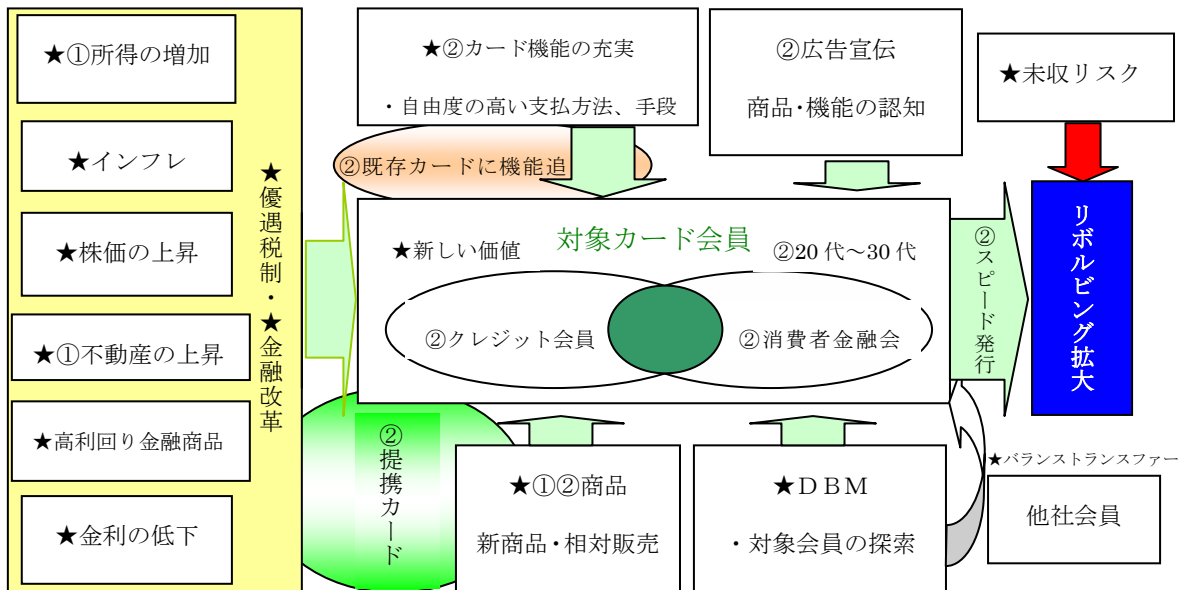 ★①所得の増加
★インフレ
★株価の上昇
★①不動産の上昇
★高利回り金融商品
★金利の低下
★優遇税制・★金融改革
★②カード機能の充実
・自由度の高い支払方法、手段
②広告宣伝
商品・機能の認知
★未収リスク
②既存カードに機能追
★新しい価値
対象カード会員
②20代～30代
②クレジット会員
②消費者金融会
②スピード発行
リボルビング拡大
②提携カード
★①②商品
新商品・相対販売
★ＤＢＭ
・対象会員の探索
★バランストランスファー
他社会員